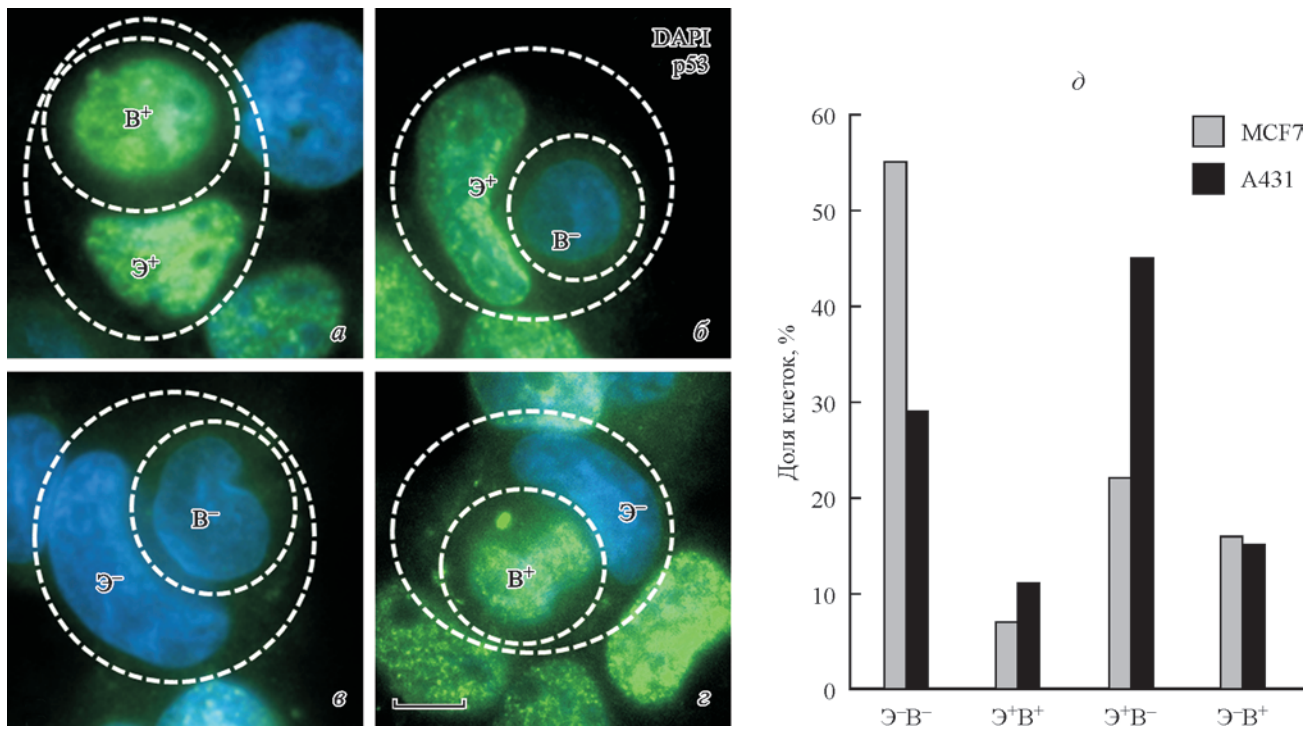 В⁺
Э⁺
а
DAPI
p53
Э⁺
В⁻
б
В⁻
Э⁻
в
Э⁻
В⁺
г
д
MCF7
A431
Доля клеток, %
60
50
40
30
20
10
0
Э⁻В⁻
Э⁺В⁺
Э⁺В⁻
Э⁻В⁺